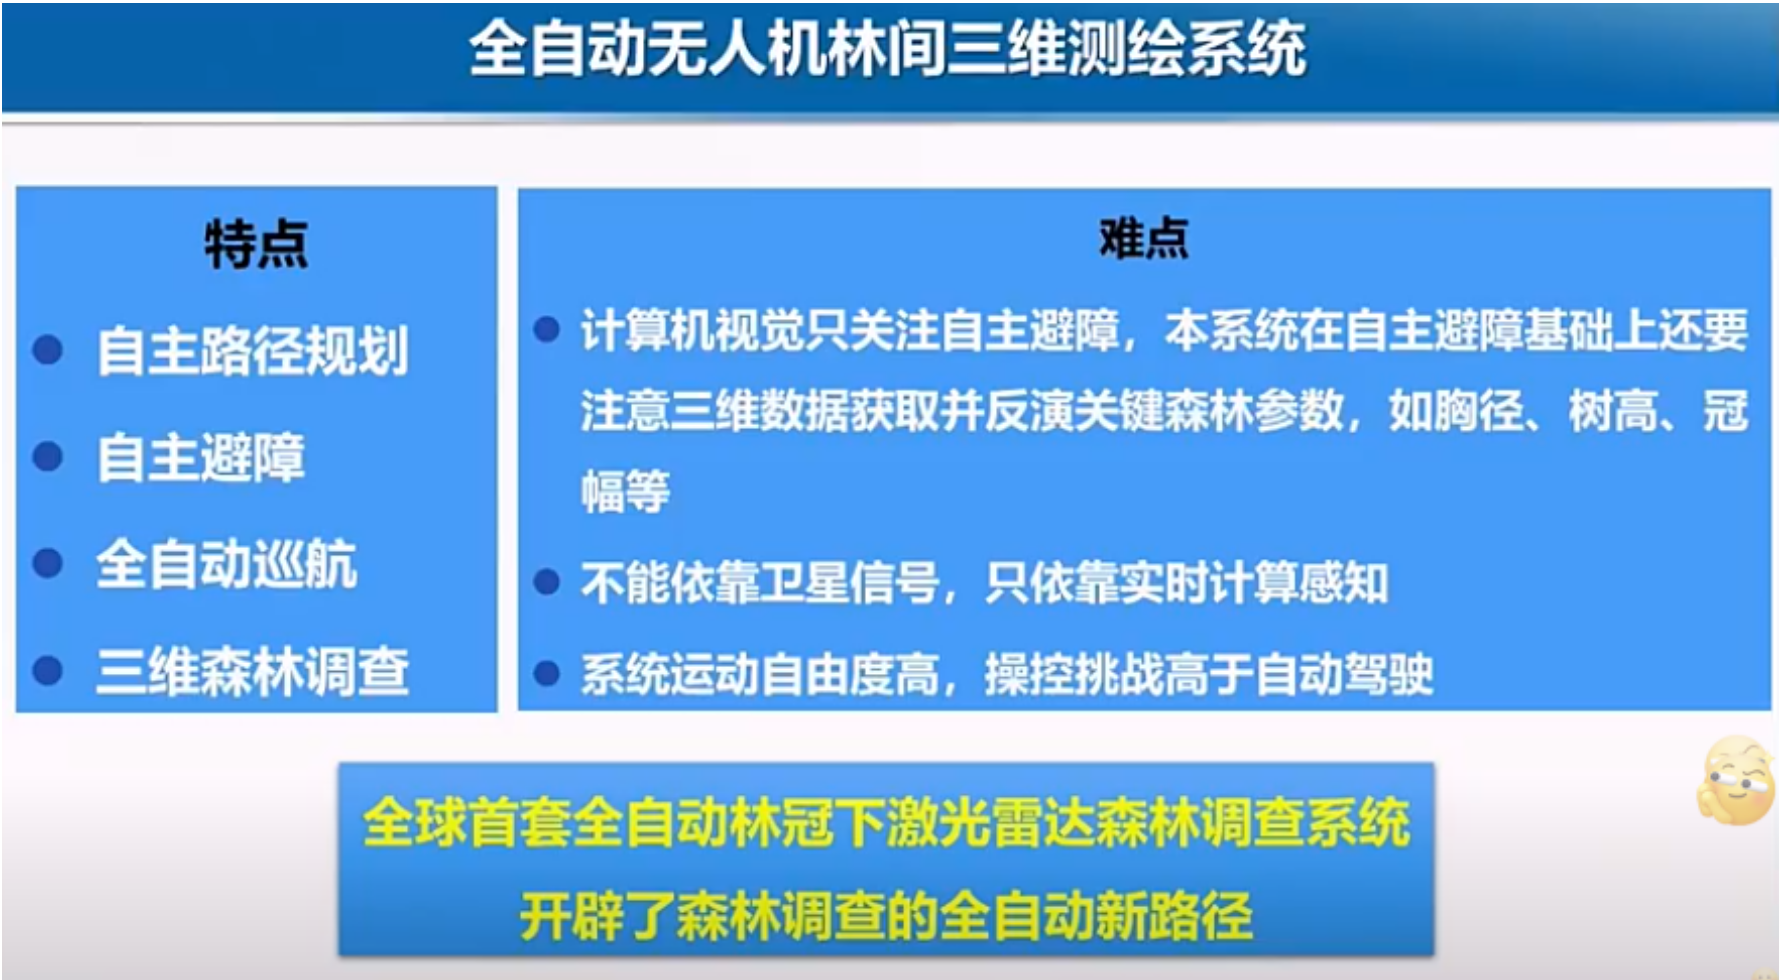 全自动无人机林间三维测绘系统
特点
自主路径规划
自主避障
全自动巡航
三维森林调查
难点
计算机视觉只关注自主避障，本系统在自主避障基础上还要
注意三维数据获取并反演关键森林参数，如胸径、树高、冠
幅等
不能依靠卫星信号，只依靠实时计算感知
系统运动自由度高，操控挑战高于自动驾驶
全球首套全自动林冠下激光雷达森林调查系统
开辟了森林调查的全自动新路径